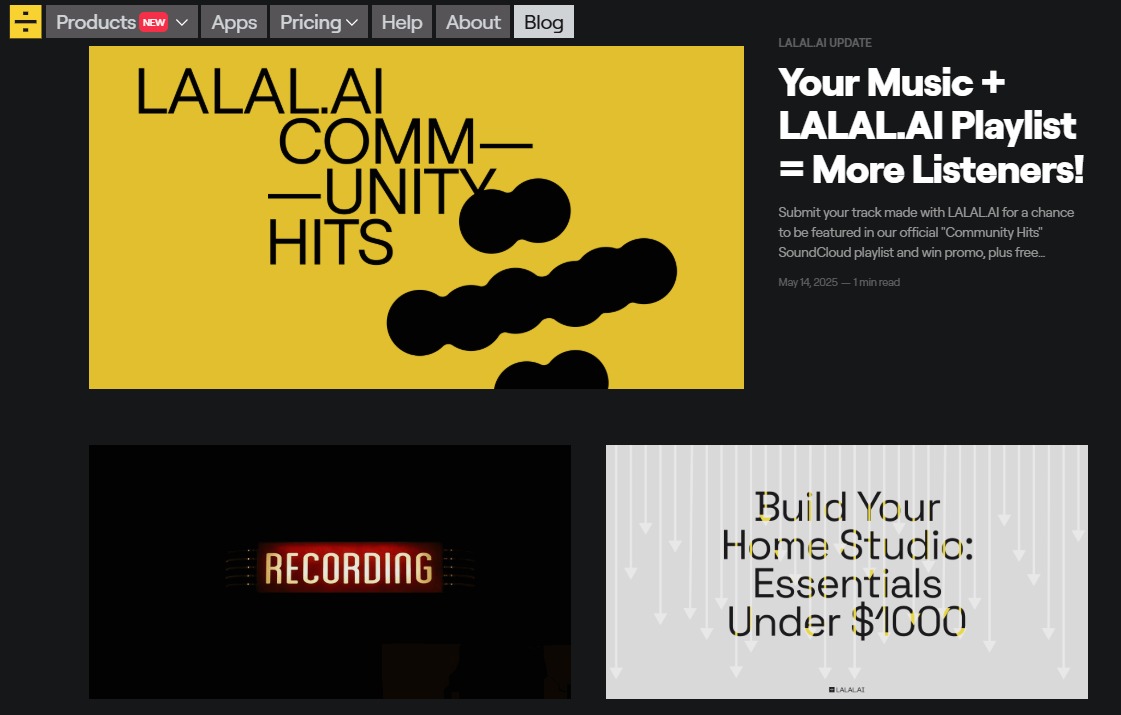 Products NEW Apps Pricing Help About Blog
LALAL.AI
COMM—
—UNITY
HITS
LALAL.AI UPDATE
Your Music +
LALAL.AI Playlist
= More Listeners!
Submit your track made with LALAL.AI for a chance
to be featured in our official "Community Hits"
SoundCloud playlist and win promo, plus free...
May 14, 2025 — 1 min read
RECORDING
Build Your
Home Studio:
Essentials
Under $1000
LALAL.AI